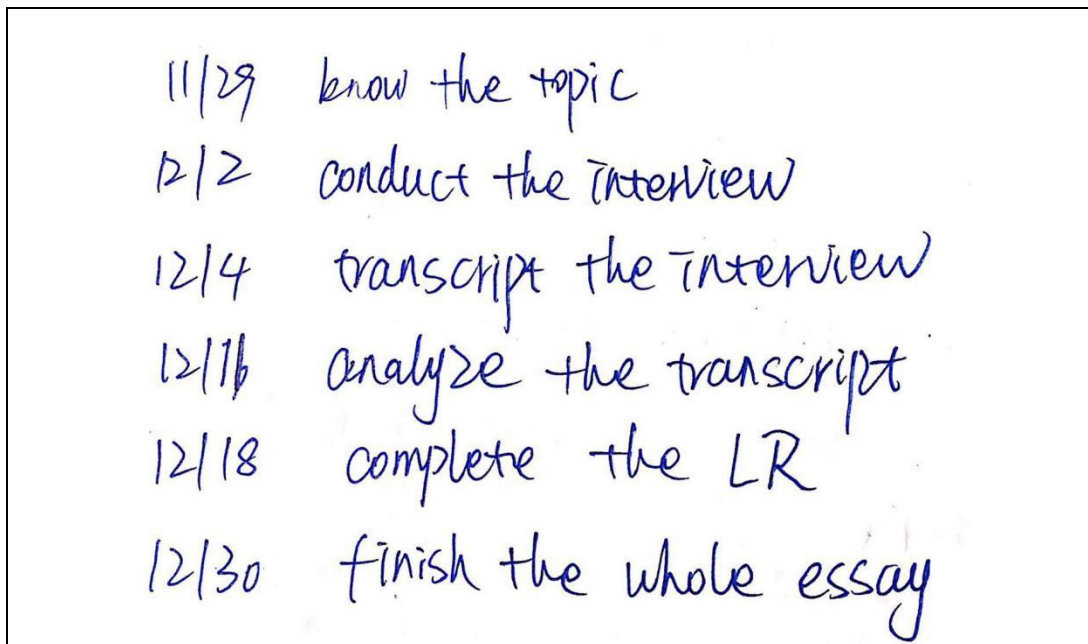 11/29 know the topic
12/2 conduct the interview
12/4 transcript the interview
12/16 analyze the transcript
12/18 complete the LR
12/30 finish the whole essay